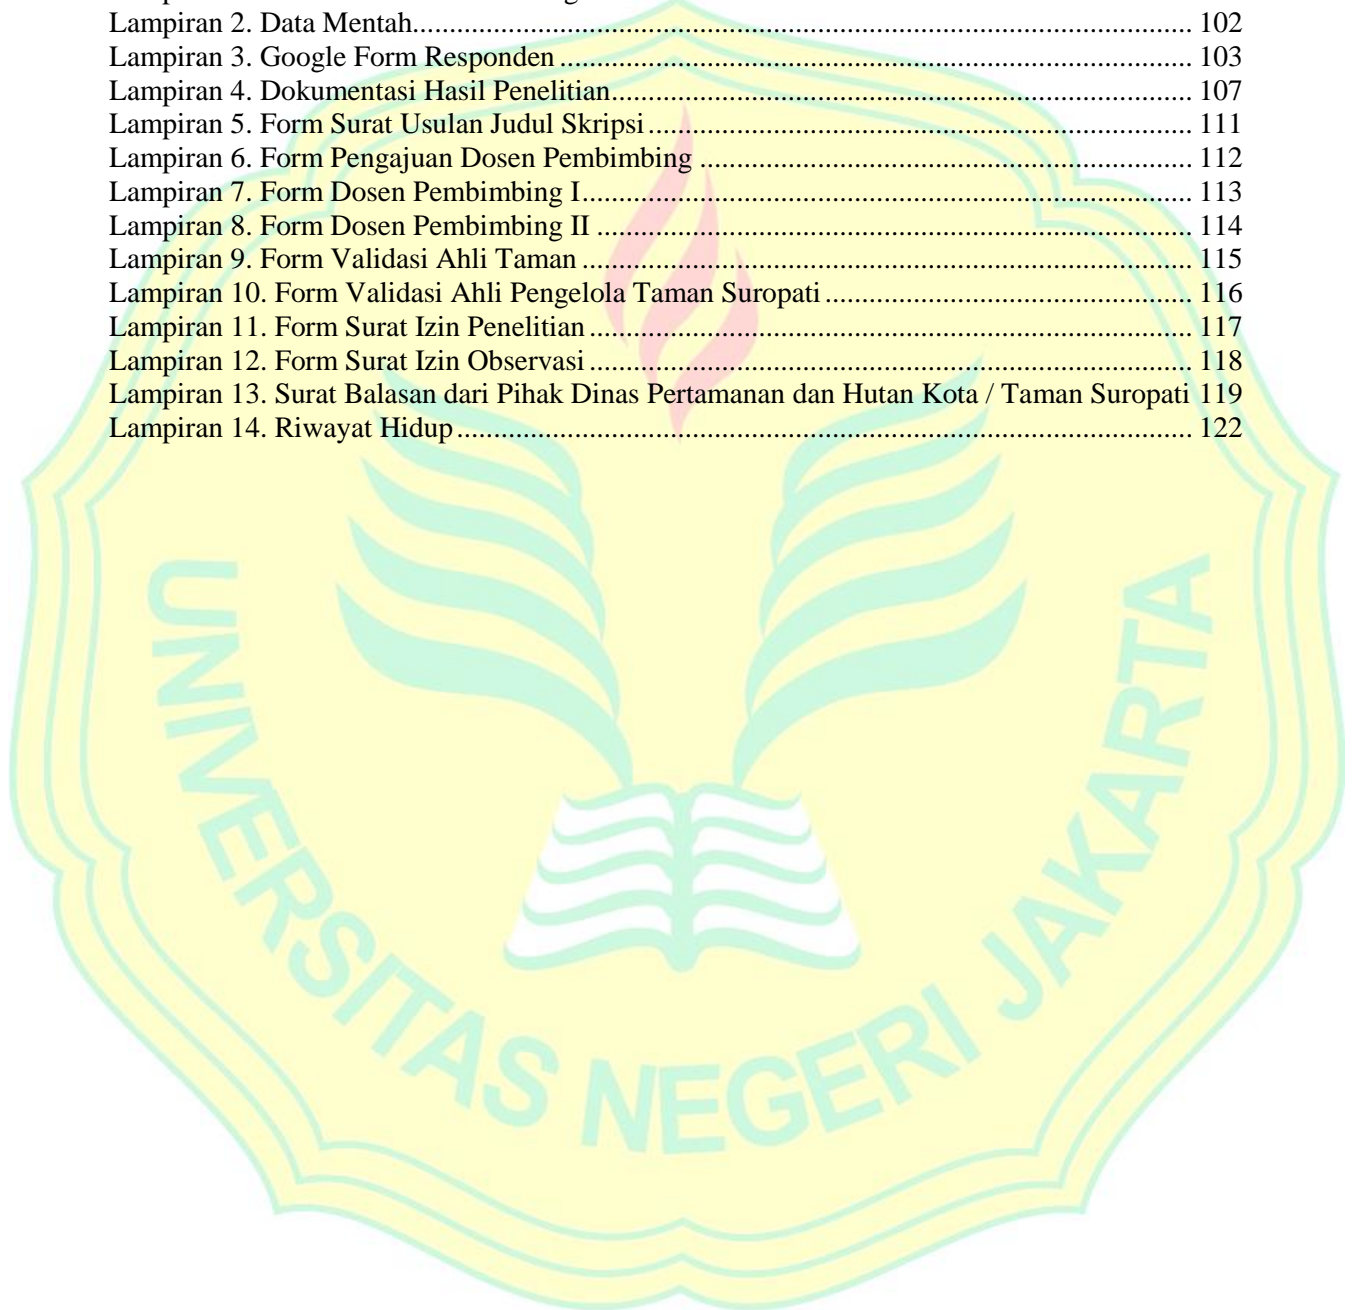 Lampiran 2. Data Mentah.......................................................................................................................... 102
Lampiran 3. Google Form Responden ................................................................................................ 103
Lampiran 4. Dokumentasi Hasil Penelitian........................................................................................ 107
Lampiran 5. Form Surat Usulan Judul Skripsi ................................................................................... 111
Lampiran 6. Form Pengajuan Dosen Pembimbing ........................................................................... 112
Lampiran 7. Form Dosen Pembimbing I............................................................................................. 113
Lampiran 8. Form Dosen Pembimbing II ........................................................................................... 114
Lampiran 9. Form Validasi Ahli Taman ............................................................................................. 115
Lampiran 10. Form Validasi Ahli Pengelola Taman Suropati ........................................................ 116
Lampiran 11. Form Surat Izin Penelitian ............................................................................................ 117
Lampiran 12. Form Surat Izin Observasi ............................................................................................ 118
Lampiran 13. Surat Balasan dari Pihak Dinas Pertamanan dan Hutan Kota / Taman Suropati 119
Lampiran 14. Riwayat Hidup ................................................................................................................ 122
UNIVERSITAS NEGERI JAKARTA